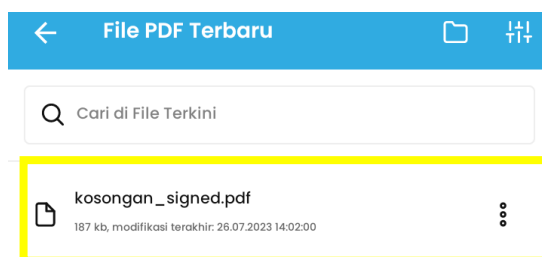 File PDF Terbaru
Cari di File Terkini
kosongan_signed.pdf
187 kb, modifikasi terakhir: 26.07.2023 14:02:00